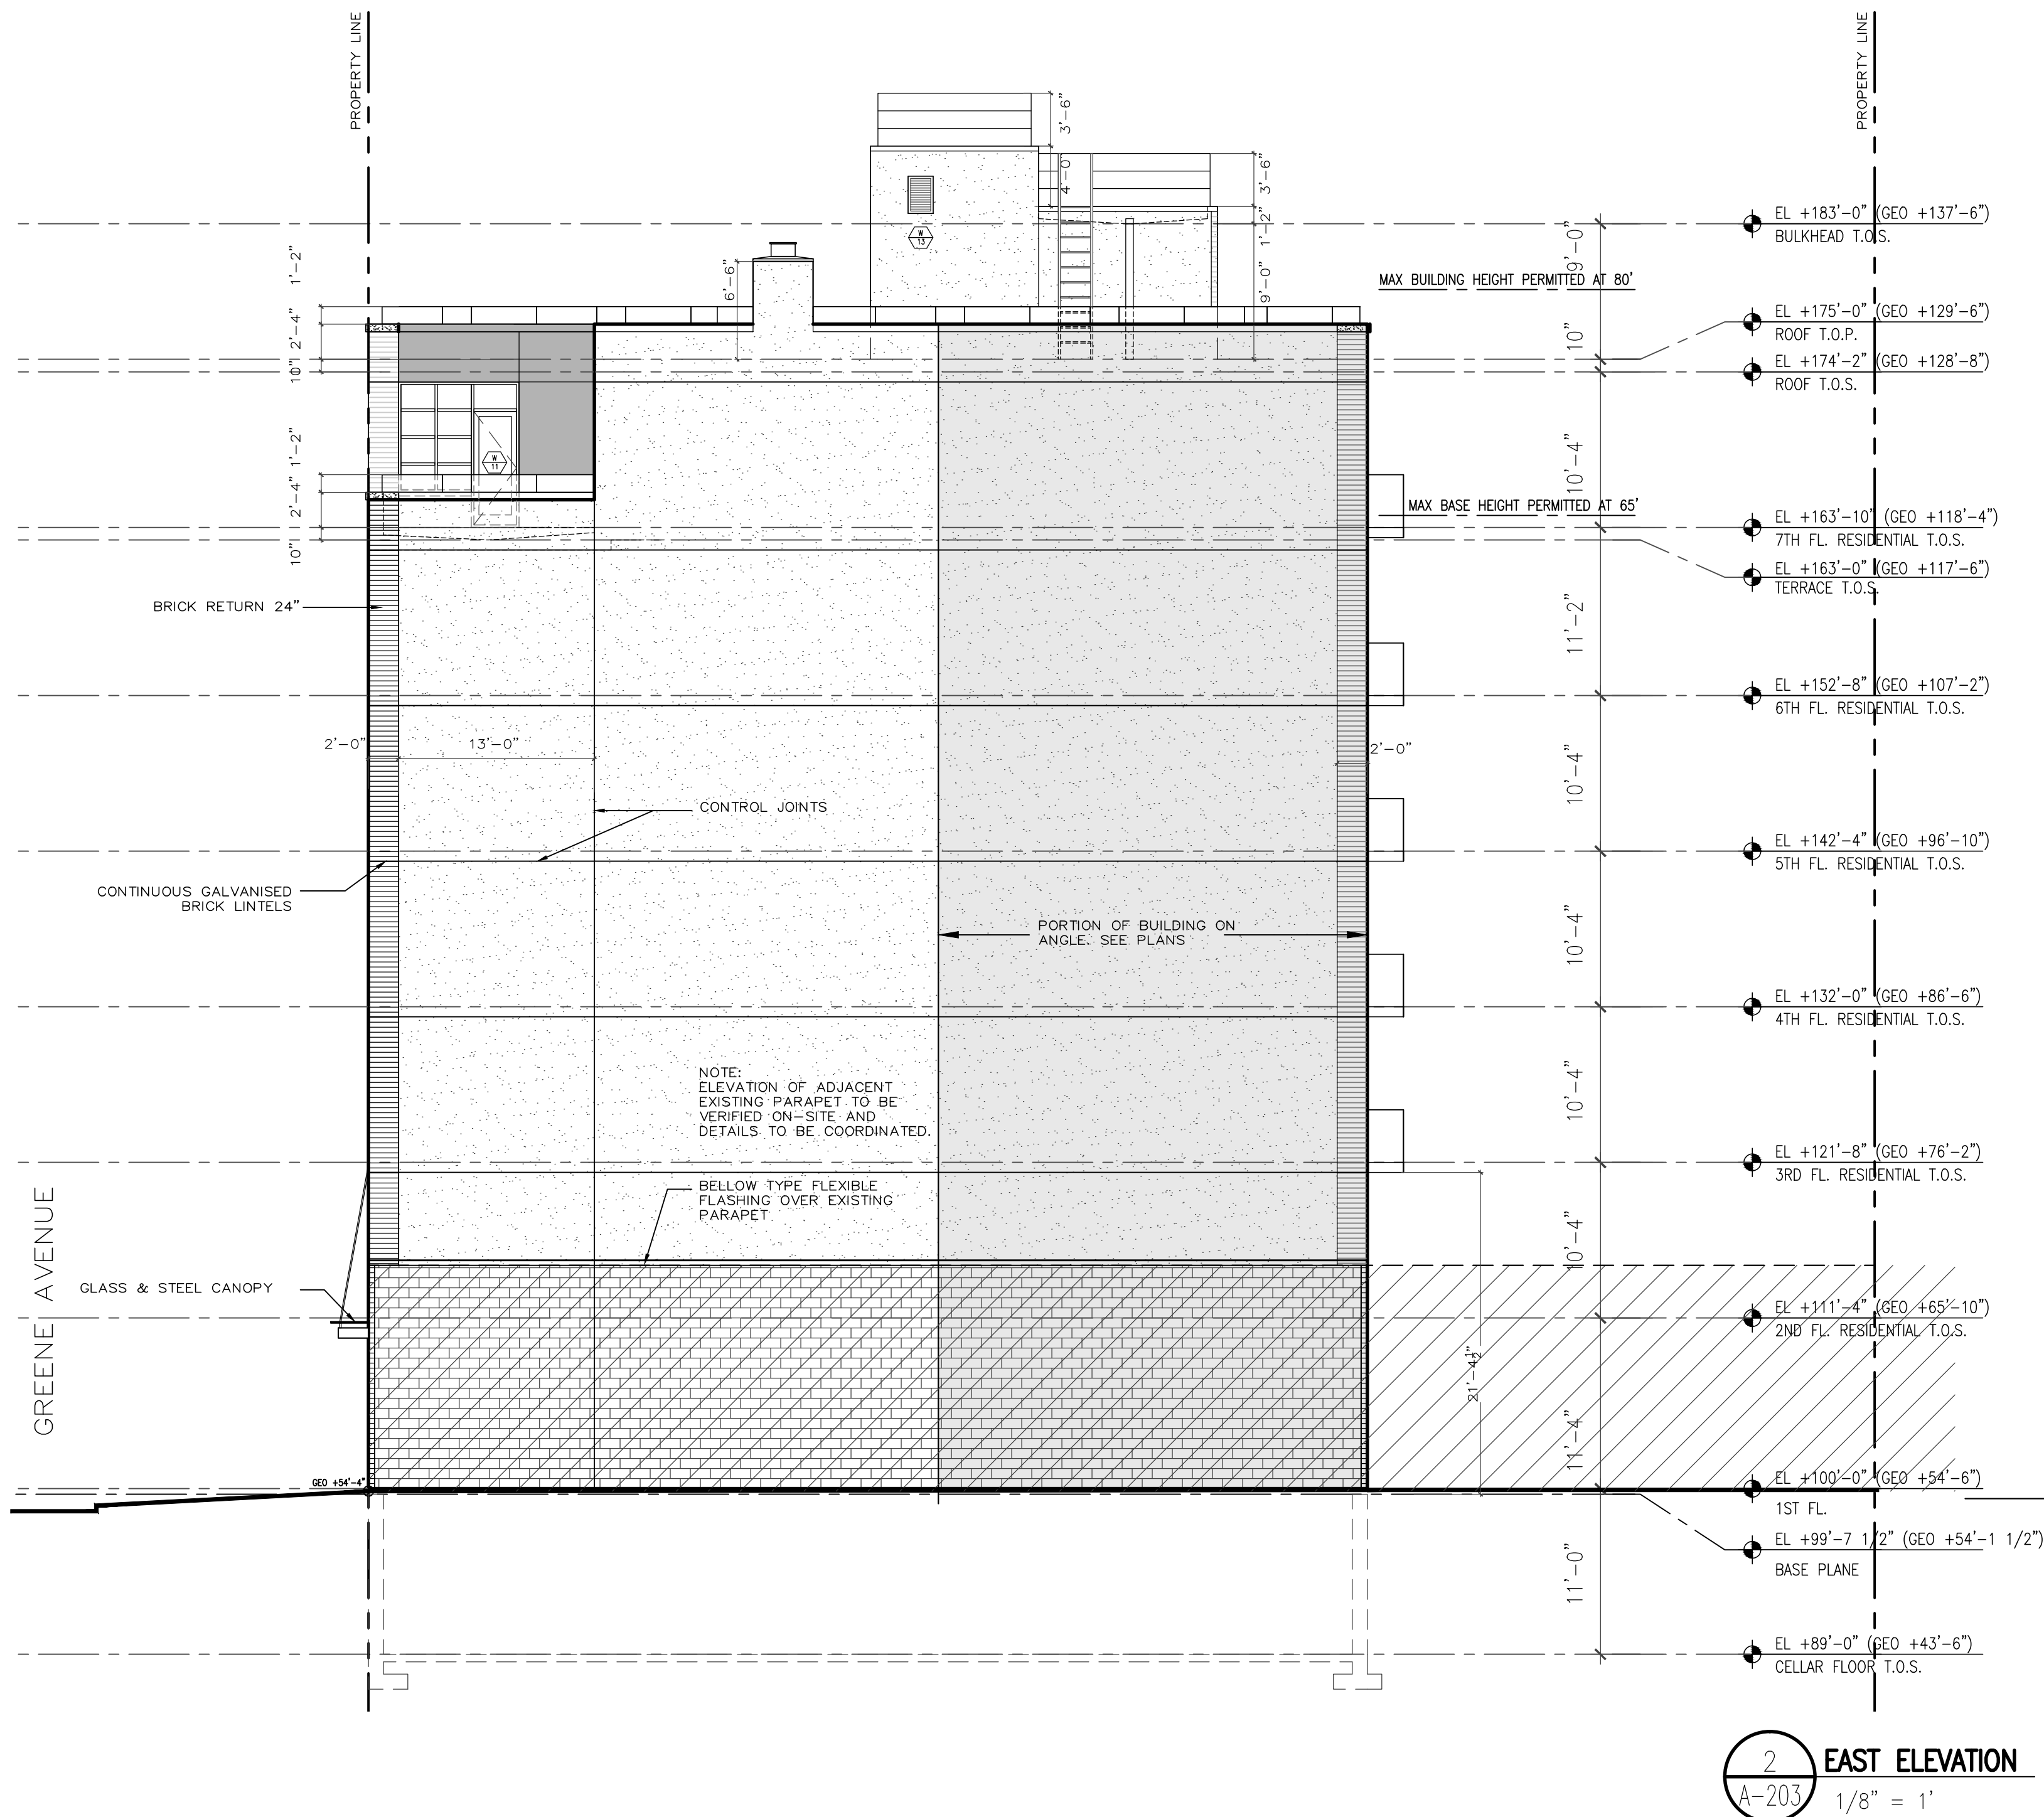 PROPERTY LINE
PROPERTY LINE
3'-6"
4'-0
3'-6"
1'-2"
9'-0"
6'-6"
W
13
MAX BUILDING HEIGHT PERMITTED AT 80'
EL +183'-0" (GEO +137'-6")
BULKHEAD T.O.S.
9'-0"
EL +175'-0" (GEO +129'-6")
ROOF T.O.P.
10"
EL +174'-2" (GEO +128'-8")
ROOF T.O.S.
1'-2"
2'-4"
10"
1'-2"
2'-4"
10"
W
11
10'-4"
MAX BASE HEIGHT PERMITTED AT 65'
EL +163'-10" (GEO +118'-4")
7TH FL. RESIDENTIAL T.O.S.
EL +163'-0" (GEO +117'-6")
TERRACE T.O.S.
BRICK RETURN 24"
11'-2"
EL +152'-8" (GEO +107'-2")
6TH FL. RESIDENTIAL T.O.S.
2'-0"
13'-0"
2'-0"
10'-4"
CONTROL JOINTS
EL +142'-4" (GEO +96'-10")
5TH FL. RESIDENTIAL T.O.S.
CONTINUOUS GALVANISED
BRICK LINTELS
PORTION OF BUILDING ON
ANGLE. SEE PLANS
10'-4"
EL +132'-0" (GEO +86'-6")
4TH FL. RESIDENTIAL T.O.S.
NOTE:
ELEVATION OF ADJACENT
EXISTING PARAPET TO BE
VERIFIED ON-SITE AND
DETAILS TO BE COORDINATED.
10'-4"
EL +121'-8" (GEO +76'-2")
3RD FL. RESIDENTIAL T.O.S.
BELLOW TYPE FLEXIBLE
FLASHING OVER EXISTING
PARAPET
10'-4"
GREENE AVENUE
GLASS & STEEL CANOPY
EL +111'-4" (GEO +65'-10")
2ND FL. RESIDENTIAL T.O.S.
21'-4 1/2"
11'-4"
GEO +54'-4"
EL +100'-0" (GEO +54'-6")
1ST FL.
EL +99'-7 1/2" (GEO +54'-1 1/2")
BASE PLANE
11'-0"
EL +89'-0" (GEO +43'-6")
CELLAR FLOOR T.O.S.
2
A-203
EAST ELEVATION
1/8" = 1'